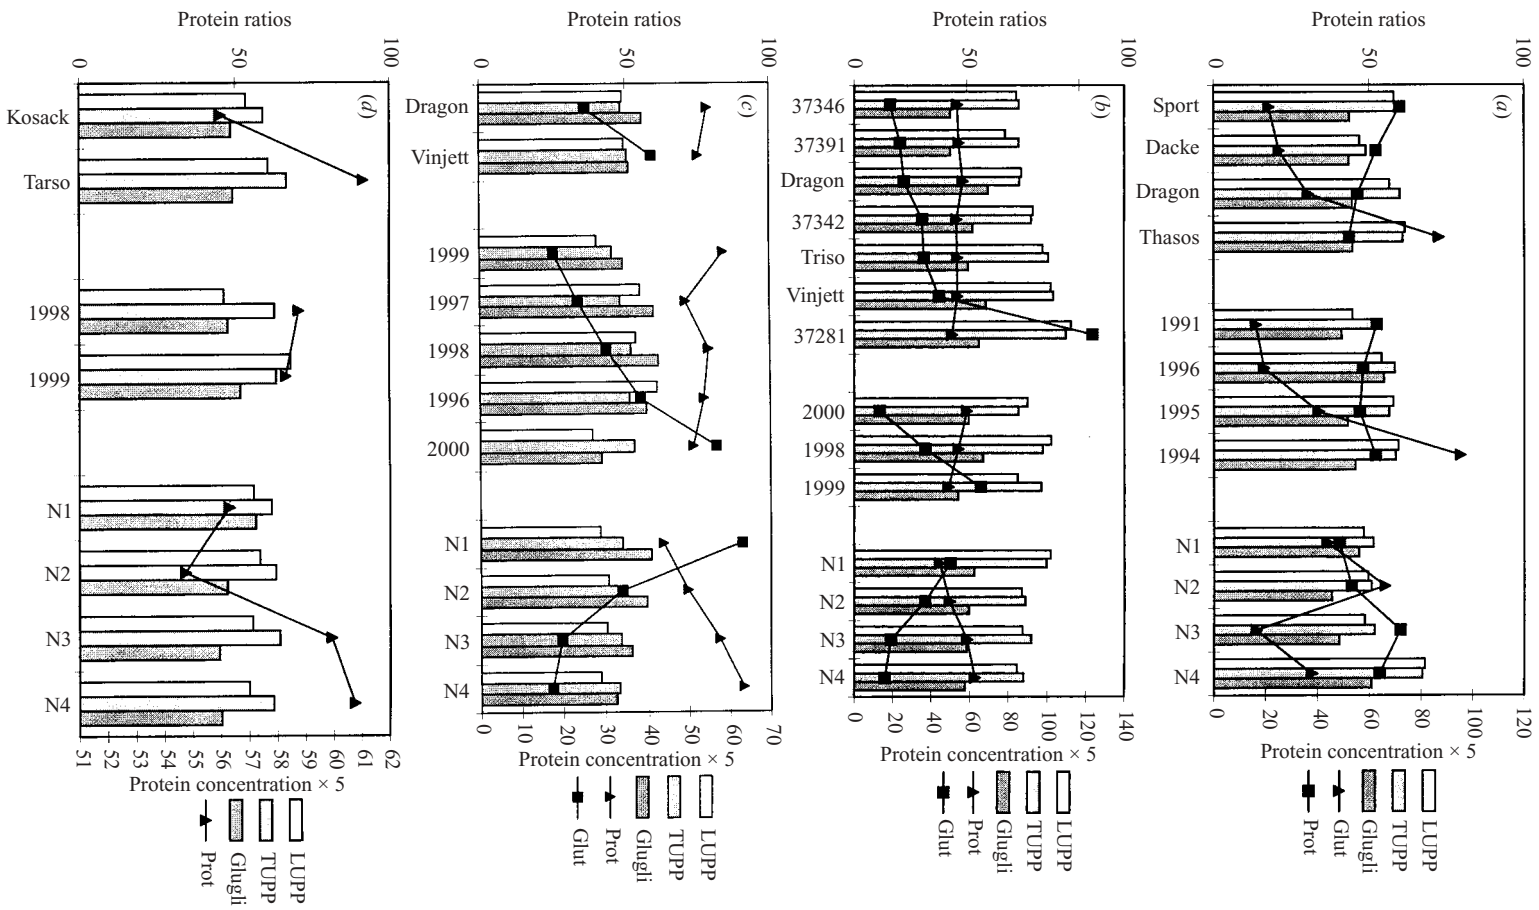 Protein ratios
0 50 100
(d)
Kosack
Tarso
1998
1999
N1
N2
N3
N4
51 52 53 54 55 56 57 58 59 60 61 62
Protein concentration × 5
LUPP
TUPP
Glugli
Prot
Protein ratios
0 50 100
(c)
Dragon
Vinjett
1999
1997
1998
1996
2000
N1
N2
N3
N4
0 10 20 30 40 50 60 70
Protein concentration × 5
LUPP
TUPP
Glugli
Prot
Glut
Protein ratios
0 50 100
(b)
37346
37391
Dragon
37342
Triso
Vinjett
37281
2000
1998
1999
N1
N2
N3
N4
0 20 40 60 80 100 120 140
Protein concentration × 5
LUPP
TUPP
Glugli
Prot
Glut
Protein ratios
0 50 100
(a)
Sport
Dacke
Dragon
Thasos
1991
1996
1995
1994
N1
N2
N3
N4
0 20 40 60 80 100 120
Protein concentration × 5
LUPP
TUPP
Glugli
Glut
Prot